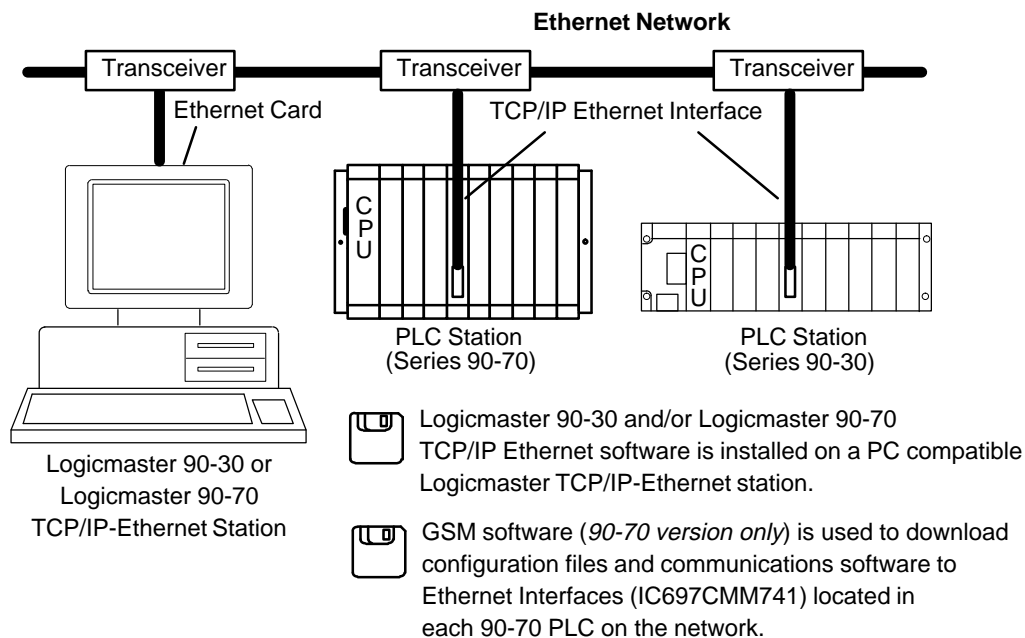 Ethernet Network
Transceiver
Transceiver
Transceiver
Ethernet Card
TCP/IP Ethernet Interface
CPU
CPU
PLC Station
(Series 90-70)
PLC Station
(Series 90-30)
Logicmaster 90-30 or
Logicmaster 90-70
TCP/IP-Ethernet Station
Logicmaster 90-30 and/or Logicmaster 90-70
TCP/IP Ethernet software is installed on a PC compatible
Logicmaster TCP/IP-Ethernet station.
GSM software (90-70 version only) is used to download
configuration files and communications software to
Ethernet Interfaces (IC697CMM741) located in
each 90-70 PLC on the network.